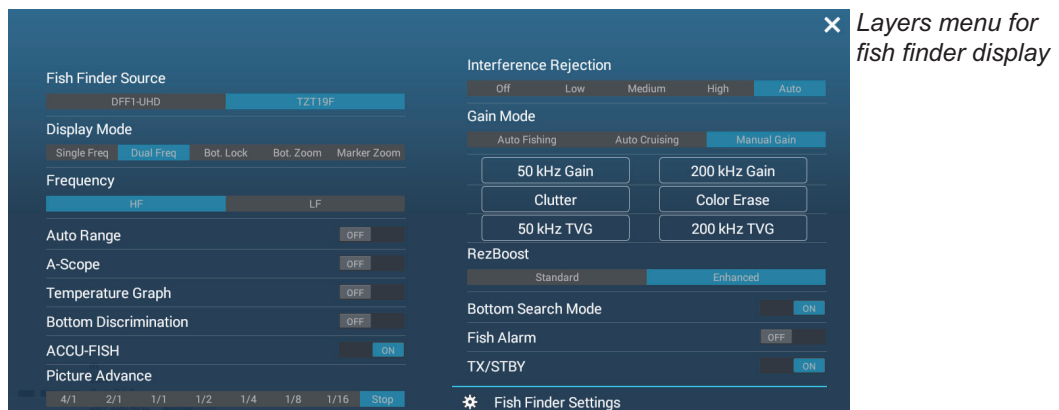 Layers menu for
fish finder display
Fish Finder Source
DFF1-UHD TZT19F
Display Mode
Single Freq Dual Freq Bot. Lock Bot. Zoom Marker Zoom
Frequency
HF LF
Auto Range OFF
A-Scope OFF
Temperature Graph OFF
Bottom Discrimination OFF
ACCU-FISH ON
Picture Advance
4/1 2/1 1/1 1/2 1/4 1/8 1/16 Stop
Interference Rejection
Off Low Medium High Auto
Gain Mode
Auto Fishing Auto Cruising Manual Gain
50 kHz Gain 200 kHz Gain
Clutter Color Erase
50 kHz TVG 200 kHz TVG
RezBoost
Standard Enhanced
Bottom Search Mode ON
Fish Alarm OFF
TX/STBY ON
Fish Finder Settings